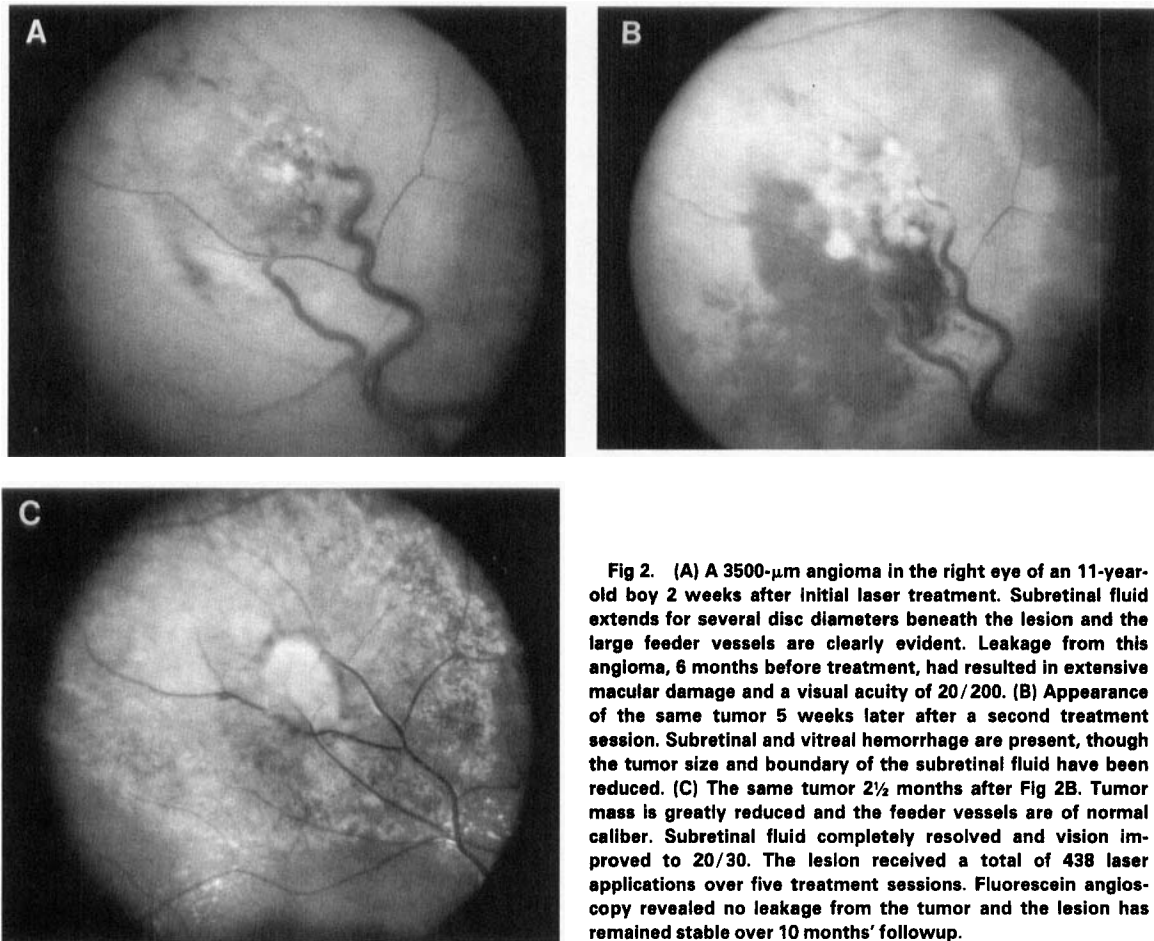 A
B
C
Fig 2. (A) A 3500-μm angioma in the right eye of an 11-year-
old boy 2 weeks after initial laser treatment. Subretinal fluid
extends for several disc diameters beneath the lesion and the
large feeder vessels are clearly evident. Leakage from this
angioma, 6 months before treatment, had resulted in extensive
macular damage and a visual acuity of 20/200. (B) Appearance
of the same tumor 5 weeks later after a second treatment
session. Subretinal and vitreal hemorrhage are present, though
the tumor size and boundary of the subretinal fluid have been
reduced. (C) The same tumor 2½ months after Fig 2B. Tumor
mass is greatly reduced and the feeder vessels are of normal
caliber. Subretinal fluid completely resolved and vision im-
proved to 20/30. The lesion received a total of 438 laser
applications over five treatment sessions. Fluorescein angios-
copy revealed no leakage from the tumor and the lesion has
remained stable over 10 months' followup.